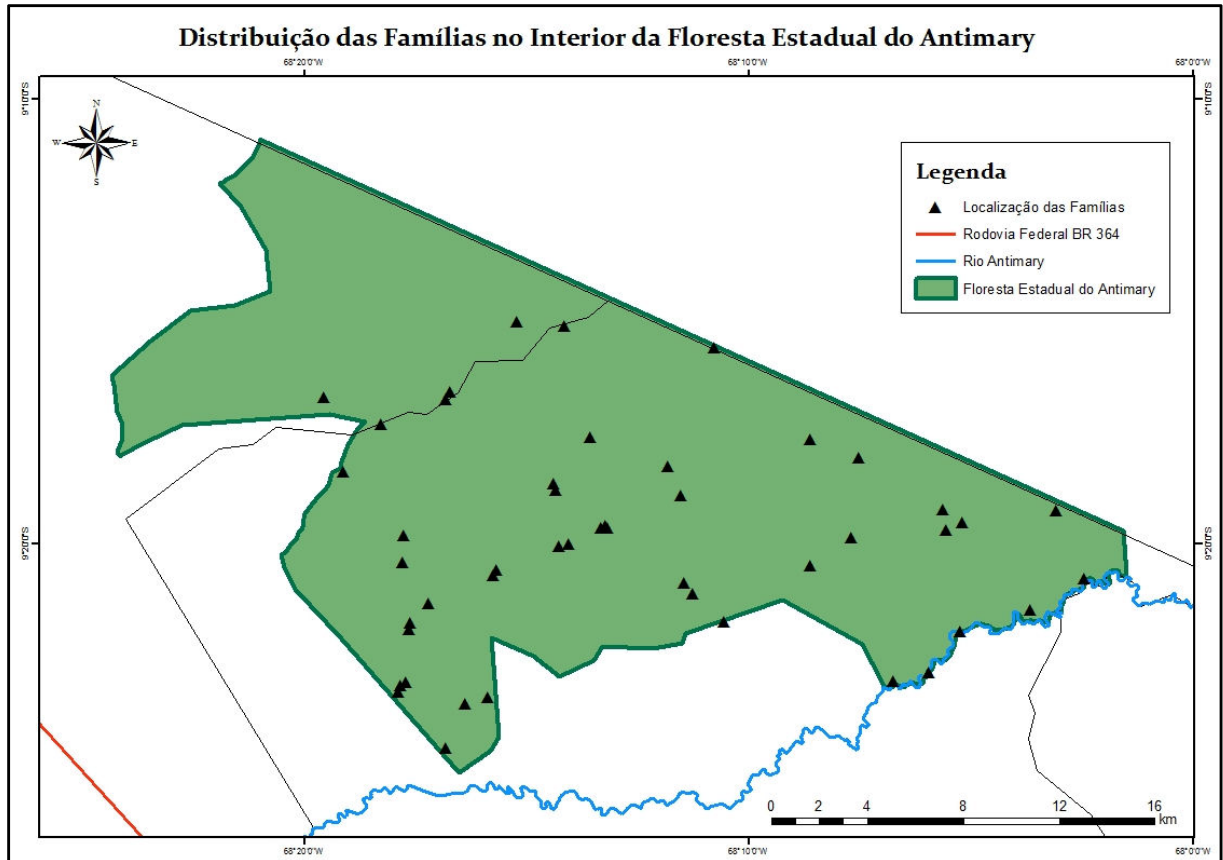 Distribuição das Famílias no Interior da Floresta Estadual do Antimary
68°20'0"W 68°10'0"W 68°0'0"W
9°10'0"S 9°10'0"S
N
W E
S
Legenda
Localização das Famílias
Rodovia Federal BR 364
Rio Antimary
Floresta Estadual do Antimary
9°20'0"S 9°20'0"S
0 2 4 8 12 16
km
68°20'0"W 68°10'0"W 68°0'0"W